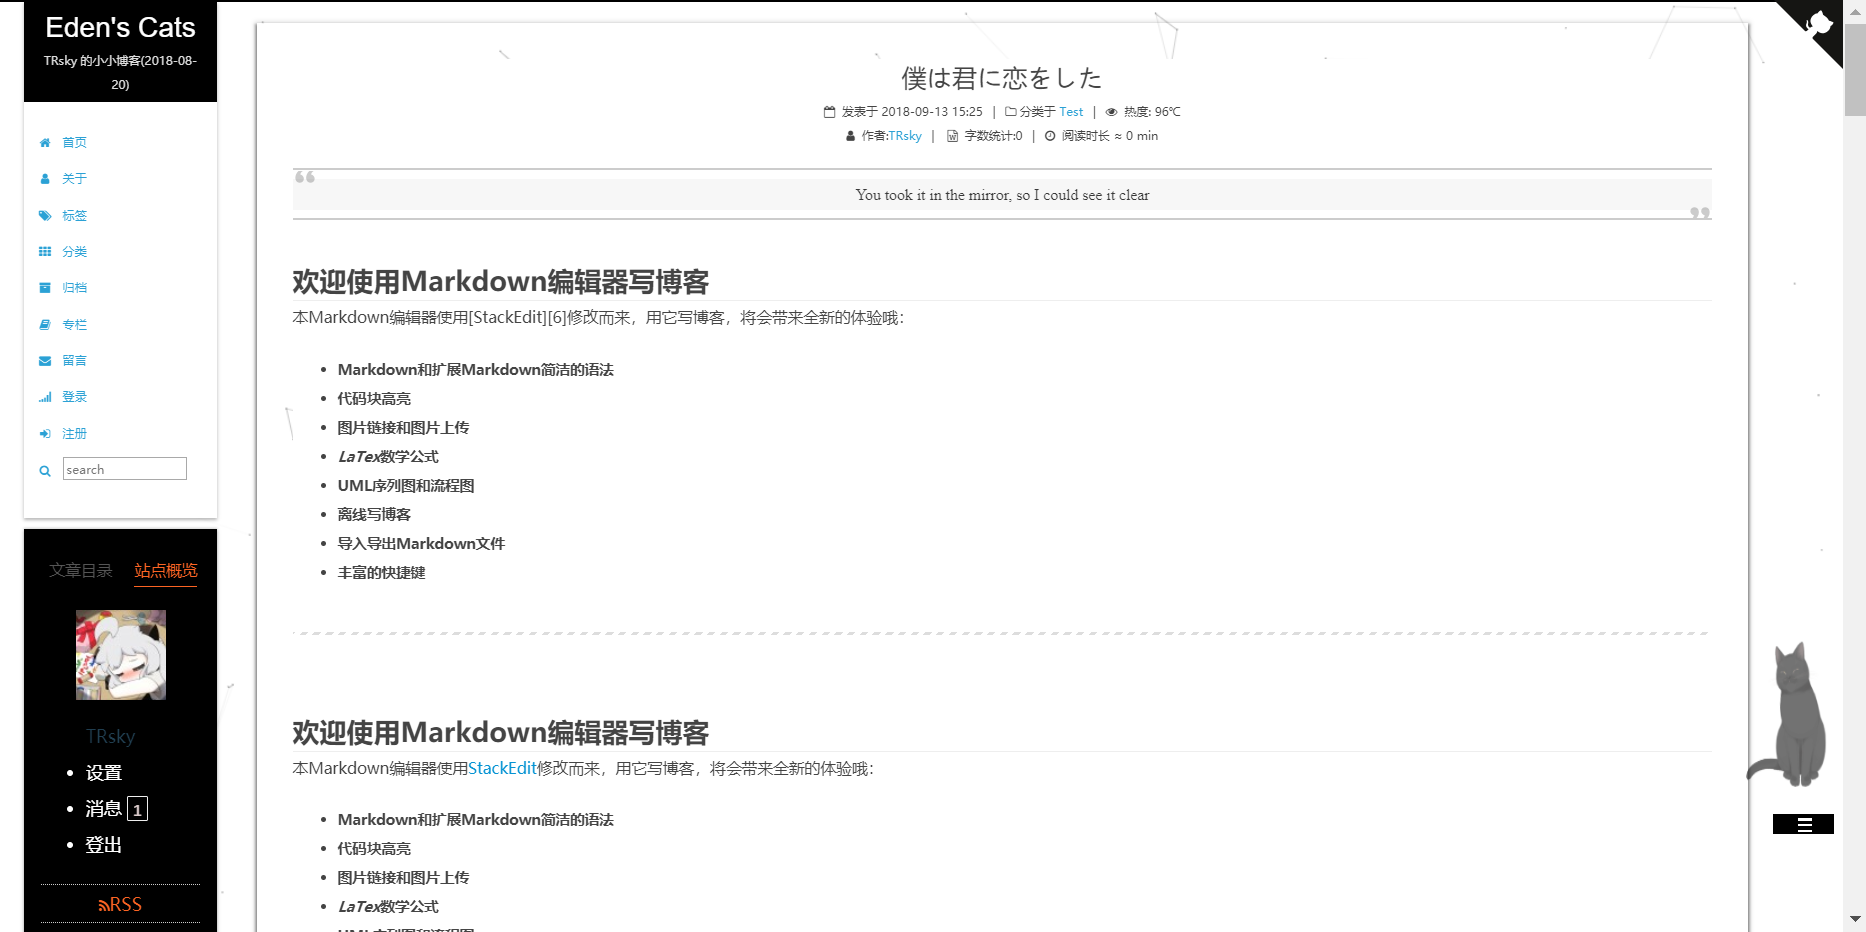 Eden's Cats
TRsky 的小小博客(2018-08-
20)
首页
关于
标签
分类
归档
专栏
留言
登录
注册
search
文章目录 站点概览
TRsky
设置
消息 1
登出
RSS
僕は君に恋をした
发表于 2018-09-13 15:25 | 分类于 Test | 热度: 96℃
作者:TRsky | 字数统计:0 | 阅读时长 ≈ 0 min
You took it in the mirror, so I could see it clear
欢迎使用Markdown编辑器写博客
本Markdown编辑器使用[StackEdit][6]修改而来，用它写博客，将会带来全新的体验哦：
Markdown和扩展Markdown简洁的语法
代码块高亮
图片链接和图片上传
LaTex数学公式
UML序列图和流程图
离线写博客
导入导出Markdown文件
丰富的快捷键
欢迎使用Markdown编辑器写博客
本Markdown编辑器使用StackEdit修改而来，用它写博客，将会带来全新的体验哦：
Markdown和扩展Markdown简洁的语法
代码块高亮
图片链接和图片上传
LaTex数学公式